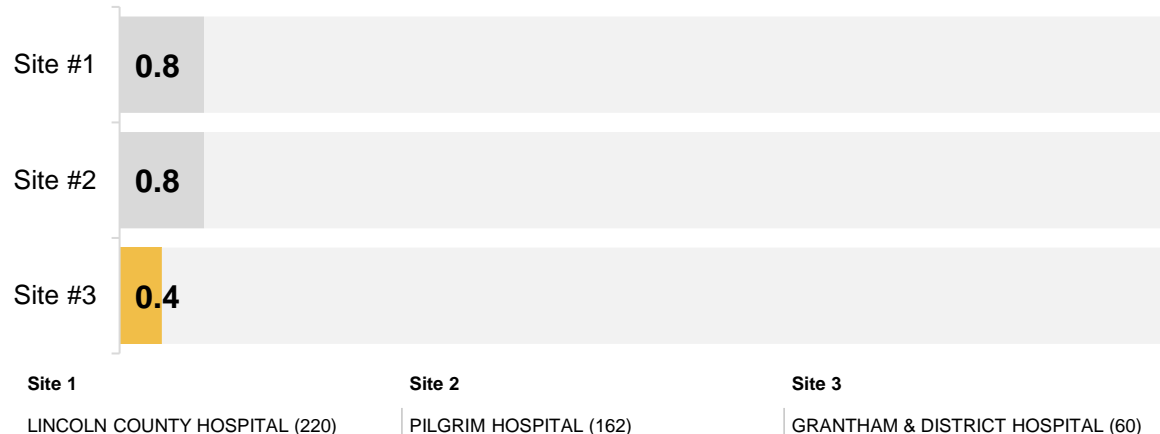 Site #1 0.8
Site #2 0.8
Site #3 0.4
Site 1 Site 2 Site 3
LINCOLN COUNTY HOSPITAL (220) PILGRIM HOSPITAL (162) GRANTHAM & DISTRICT HOSPITAL (60)